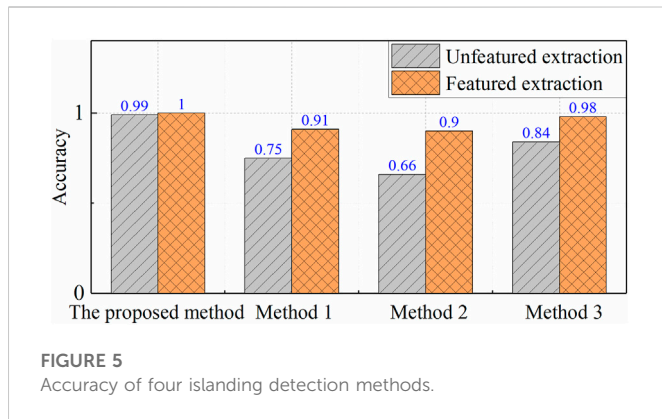 Unfeatured extraction
Featured extraction
0.99 1 0.75 0.91 0.66 0.9 0.84 0.98
1
Accuracy
0
The proposed method Method 1 Method 2 Method 3
FIGURE 5
Accuracy of four islanding detection methods.